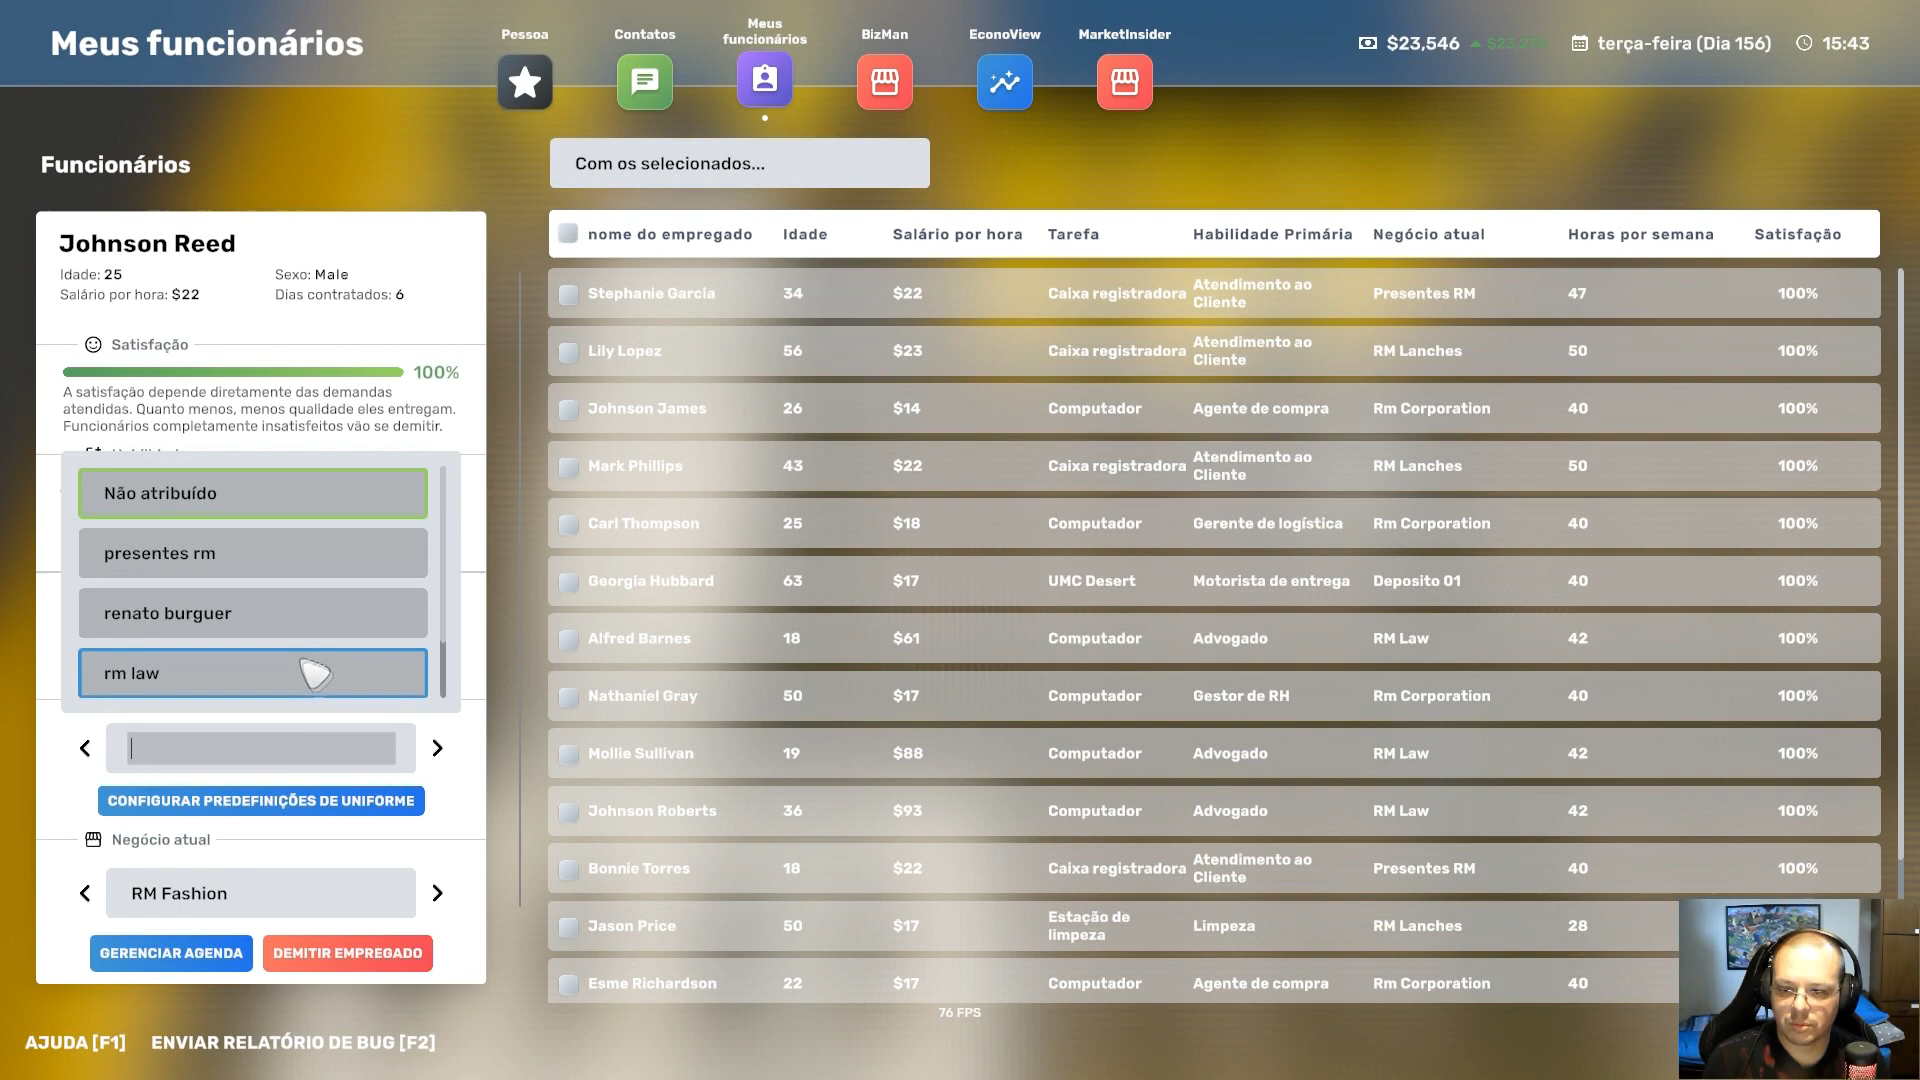 Meus funcionários
Pessoa
Contatos
Meus
funcionários
BizMan
EconoView
MarketInsider
$23,546
terça-feira (Dia 156)
15:43
Funcionários
Com os selecionados...
Johnson Reed
Idade: 25
Sexo: Male
Salário por hora: $22
Dias contratados: 6
Satisfação
100%
A satisfação depende diretamente das demandas
atendidas. Quanto menos, menos qualidade eles entregam.
Funcionários completamente insatisfeitos vão se demitir.
Não atribuído
presentes rm
renato burguer
rm law
CONFIGURAR PREDEFINIÇÕES DE UNIFORME
Negócio atual
RM Fashion
GERENCIAR AGENDA
DEMITIR EMPREGADO
nome do empregado Idade Salário por hora Tarefa Habilidade Primária Negócio atual Horas por semana Satisfação
Stephanie Garcia 34 $22 Caixa registradora Atendimento ao Cliente Presentes RM 47 100%
Lily Lopez 56 $23 Caixa registradora Atendimento ao Cliente RM Lanches 50 100%
Johnson James 26 $14 Computador Agente de compra Rm Corporation 40 100%
Mark Phillips 43 $22 Caixa registradora Atendimento ao Cliente RM Lanches 50 100%
Carl Thompson 25 $18 Computador Gerente de logística Rm Corporation 40 100%
Georgia Hubbard 63 $17 UMC Desert Motorista de entrega Deposito 01 40 100%
Alfred Barnes 18 $61 Computador Advogado RM Law 42 100%
Nathaniel Gray 50 $17 Computador Gestor de RH Rm Corporation 40 100%
Mollie Sullivan 19 $88 Computador Advogado RM Law 42 100%
Johnson Roberts 36 $93 Computador Advogado RM Law 42 100%
Bonnie Torres 18 $22 Caixa registradora Atendimento ao Cliente Presentes RM 40 100%
Jason Price 50 $17 Estação de limpeza Limpeza RM Lanches 28
Esme Richardson 22 $17 Computador Agente de compra Rm Corporation 40
76 FPS
AJUDA [F1]
ENVIAR RELATÓRIO DE BUG [F2]